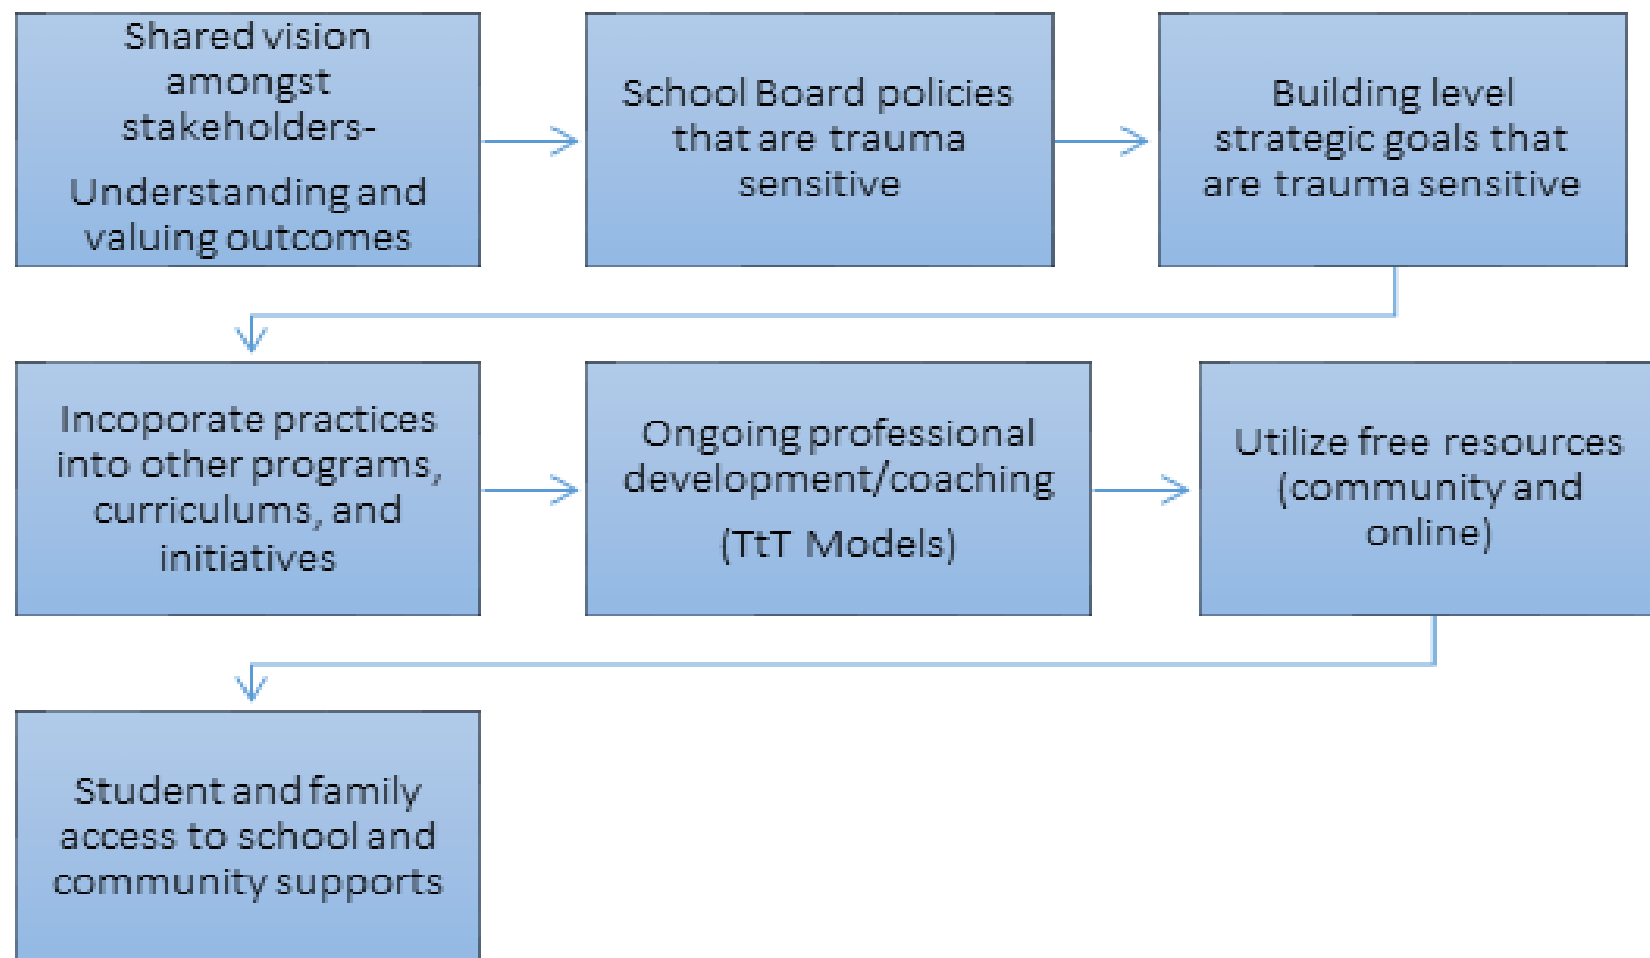 Shared vision
amongst
stakeholders-
Understanding and
valuing outcomes
School Board policies
that are trauma
sensitive
Building level
strategic goals that
are trauma sensitive
Incoporate practices
into other programs,
curriculums, and
initiatives
Ongoing professional
development/coaching
(TtT Models)
Utilize free resources
(community and
online)
Student and family
access to school and
community supports